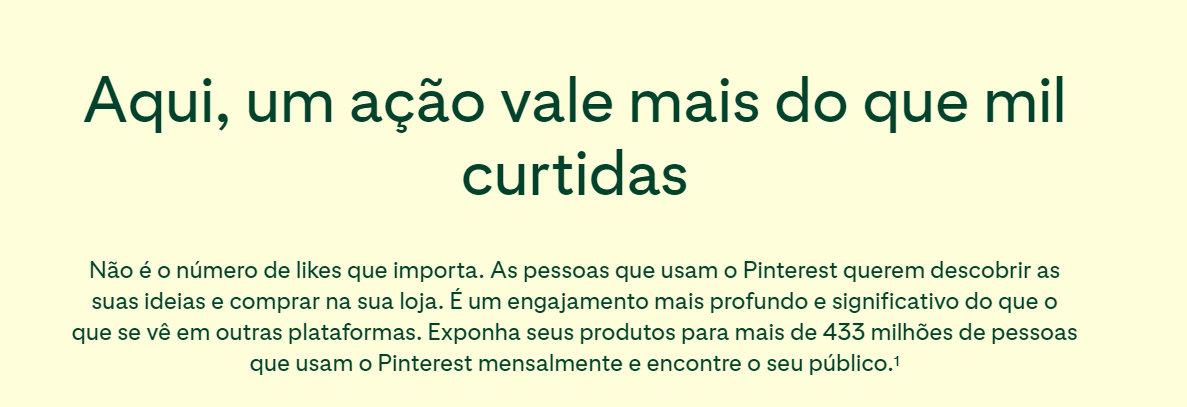 Aqui, um ação vale mais do que mil
curtidas
Não é o número de likes que importa. As pessoas que usam o Pinterest querem descobrir as
suas ideias e comprar na sua loja. É um engajamento mais profundo e significativo do que o
que se vê em outras plataformas. Exponha seus produtos para mais de 433 milhões de pessoas
que usam o Pinterest mensalmente e encontre o seu público.¹